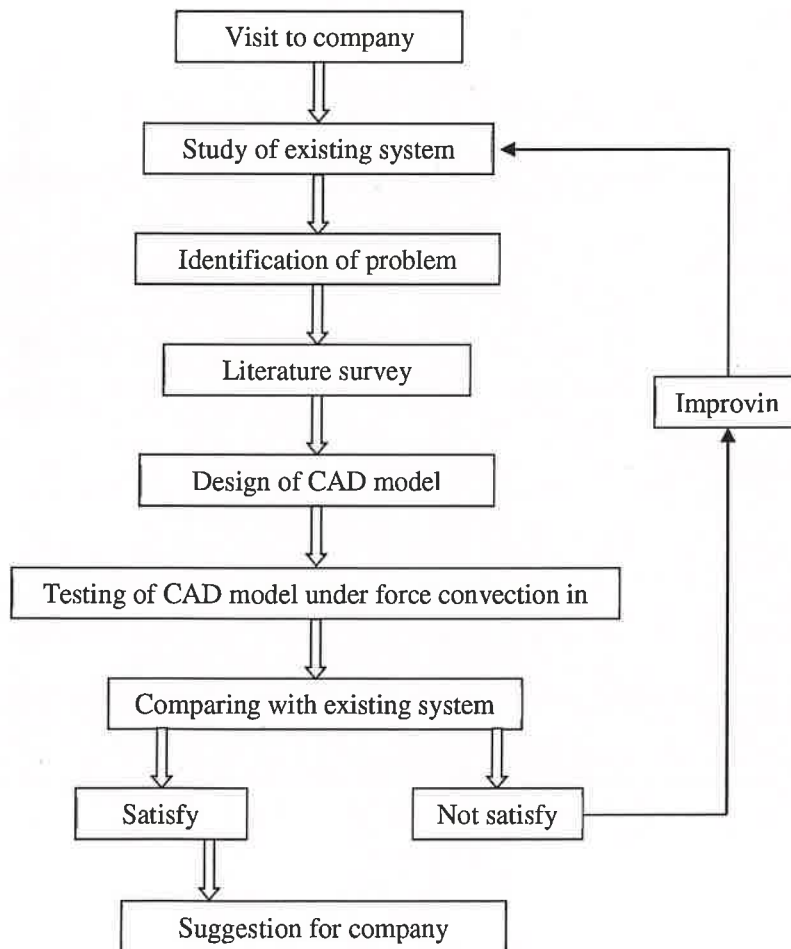 Visit to company
Study of existing system
Identification of problem
Literature survey
Improvin
Design of CAD model
Testing of CAD model under force convection in
Comparing with existing system
Satisfy
Not satisfy
Suggestion for company